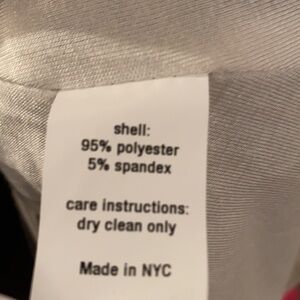 shell:
95% polyester
5% spandex
care instructions:
dry clean only
Made in NYC